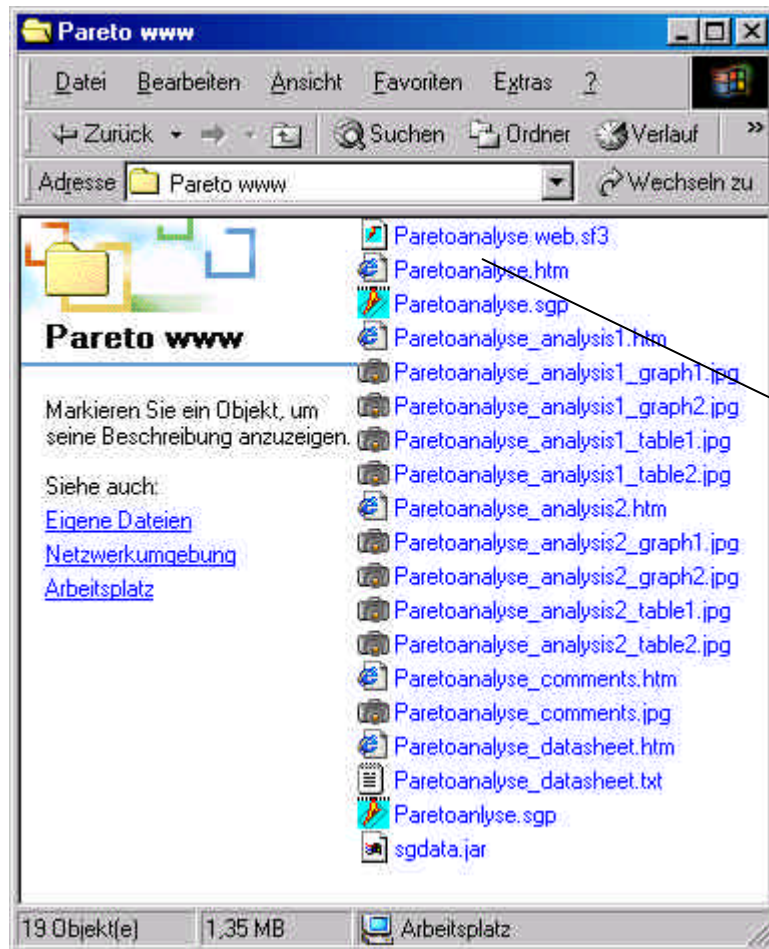 Pareto www
Datei Bearbeiten Ansicht Favoriten Extras ?
Zurück Suchen Ordner Verlauf »
Adresse Pareto www Wechseln zu
Pareto www
Markieren Sie ein Objekt, um
seine Beschreibung anzuzeigen.
Siehe auch:
Eigene Dateien
Netzwerkumgebung
Arbeitsplatz
Paretoanalyse web.sf3
Paretoanalyse.htm
Paretoanalyse.sgp
Paretoanalyse_analysis1.htm
Paretoanalyse_analysis1_graph1.jpg
Paretoanalyse_analysis1_graph2.jpg
Paretoanalyse_analysis1_table1.jpg
Paretoanalyse_analysis1_table2.jpg
Paretoanalyse_analysis2.htm
Paretoanalyse_analysis2_graph1.jpg
Paretoanalyse_analysis2_graph2.jpg
Paretoanalyse_analysis2_table1.jpg
Paretoanalyse_analysis2_table2.jpg
Paretoanalyse_comments.htm
Paretoanalyse_comments.jpg
Paretoanalyse_datasheet.htm
Paretoanalyse_datasheet.txt
Paretoanlyse.sgp
sgdata.jar
19 Objekt(e) 1,35 MB Arbeitsplatz